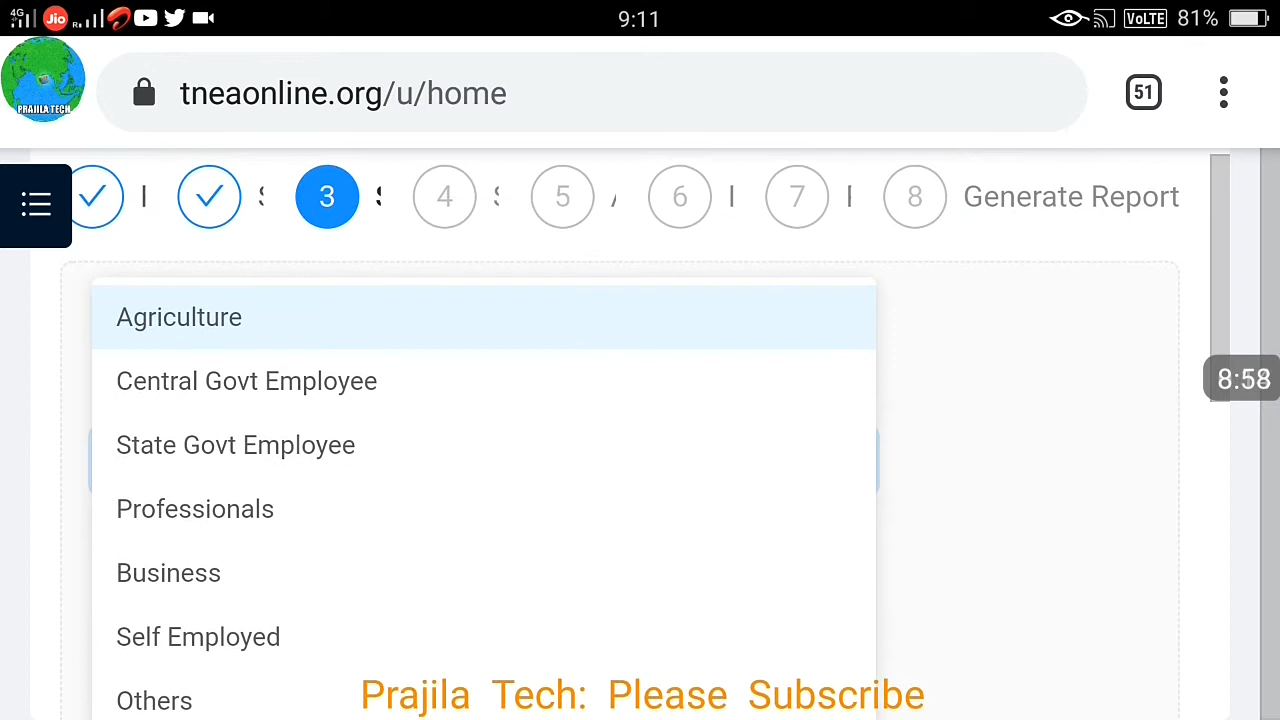 4G Jio R 9:11 VoLTE 81%
PRAJILA TECH
tneaonline.org/u/home 51
3 4 5 6 7 8 Generate Report
Agriculture
Central Govt Employee
8:58
State Govt Employee
Professionals
Business
Self Employed
Others
Prajila Tech: Please Subscribe